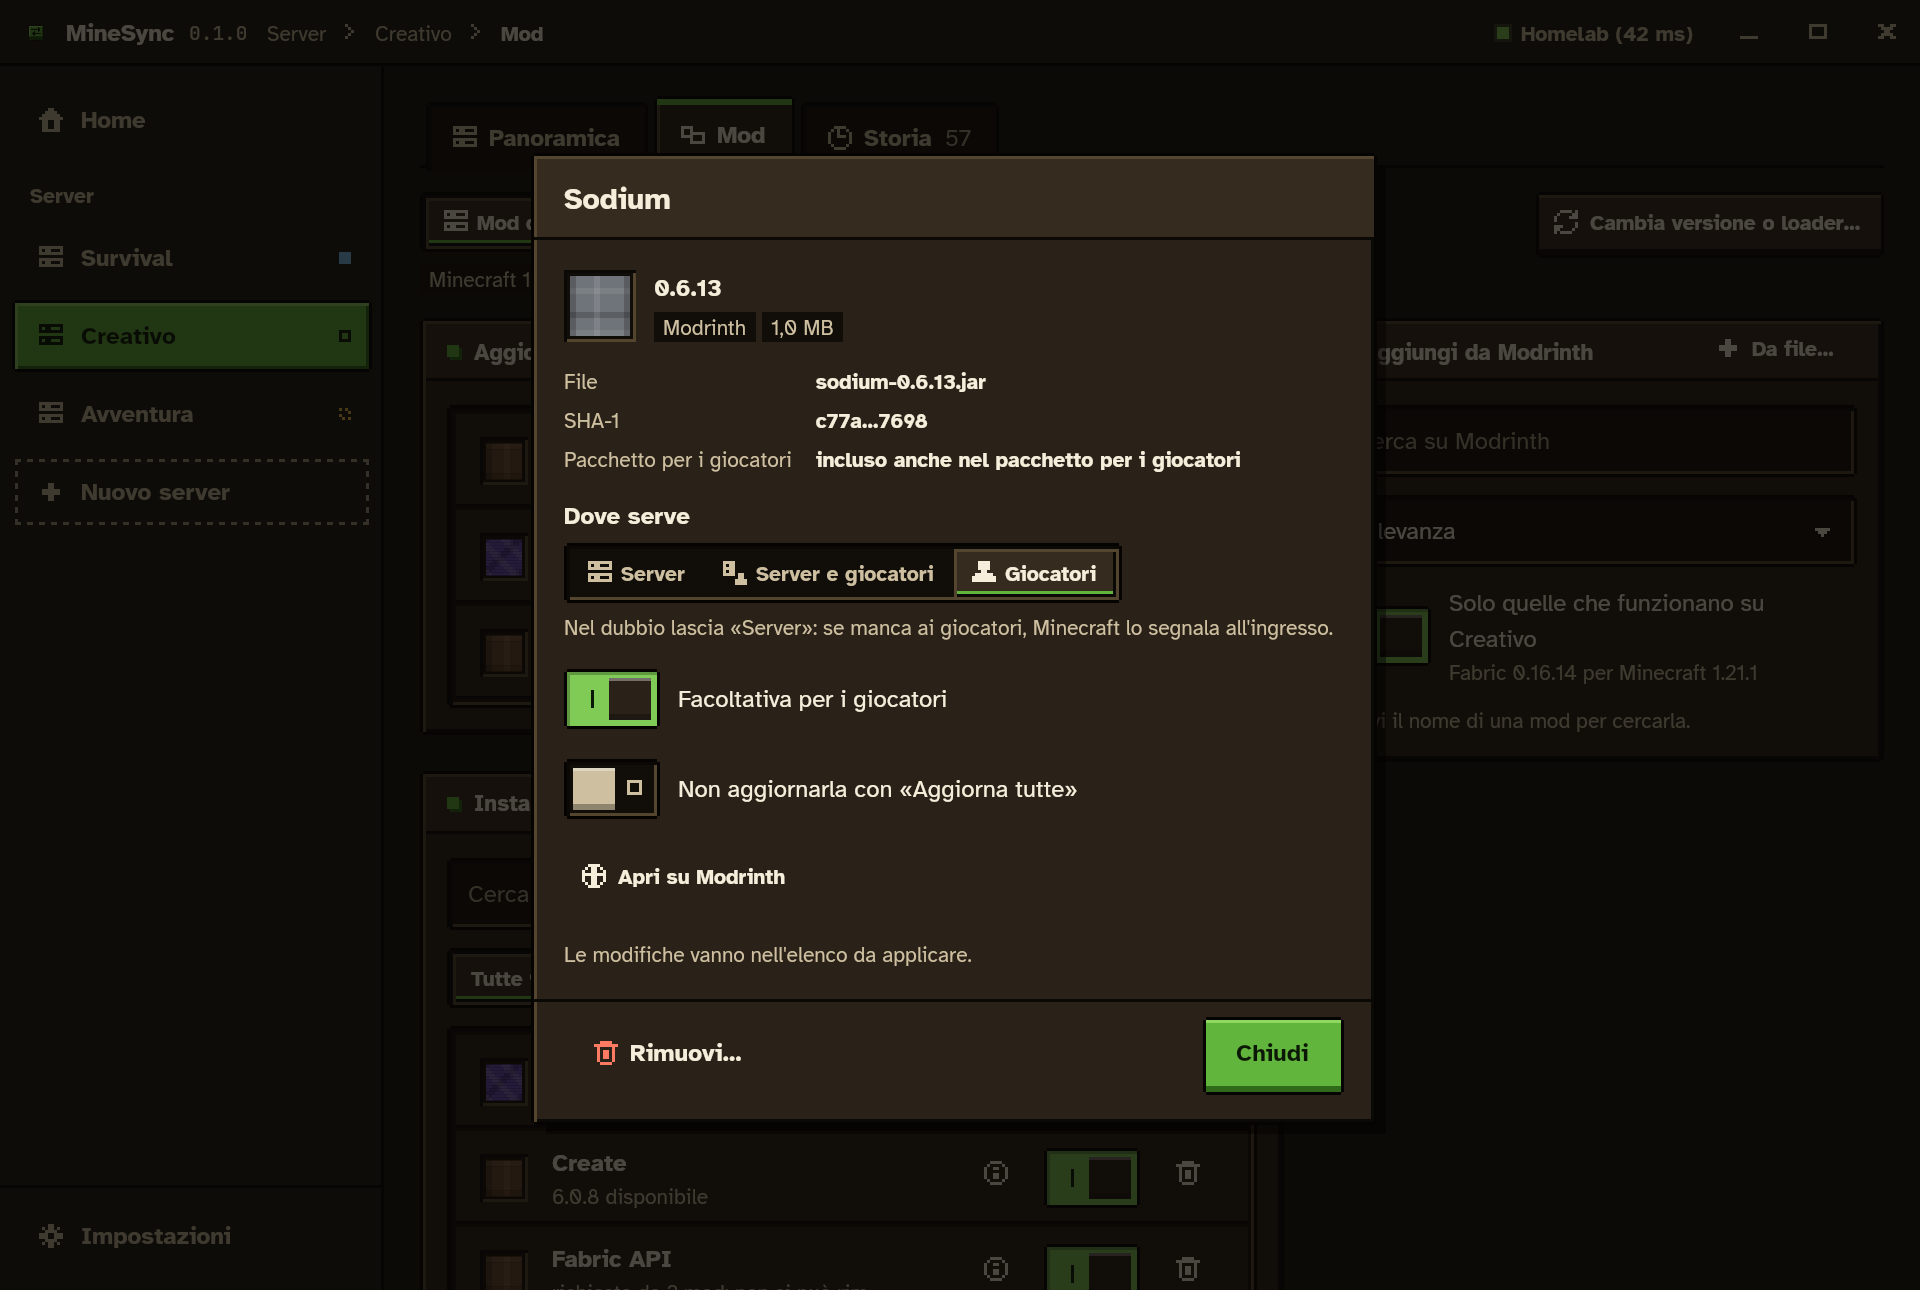 MineSync 0.1.0 Server Creativo Mod
Homelab (42 ms)
Home
Server
Survival
Creativo
Avventura
Nuovo server
Impostazioni
Panoramica
Mod
Storia 57
Mod
Cambia versione o loader...
Minecraft 1
Sodium
0.6.13
Modrinth 1,0 MB
File sodium-0.6.13.jar
SHA-1 c77a...7698
Pacchetto per i giocatori incluso anche nel pacchetto per i giocatori
Dove serve
Server Server e giocatori Giocatori
Nel dubbio lascia «Server»: se manca ai giocatori, Minecraft lo segnala all'ingresso.
Facoltativa per i giocatori
Non aggiornarla con «Aggiorna tutte»
Apri su Modrinth
Le modifiche vanno nell'elenco da applicare.
Rimuovi...
Chiudi
ggiungi da Modrinth
Da file...
erca su Modrinth
levanza
Solo quelle che funzionano su
Creativo
Fabric 0.16.14 per Minecraft 1.21.1
i il nome di una mod per cercarla.
Aggio
Insta
Cerca
Tutte
Create
6.0.8 disponibile
Fabric API